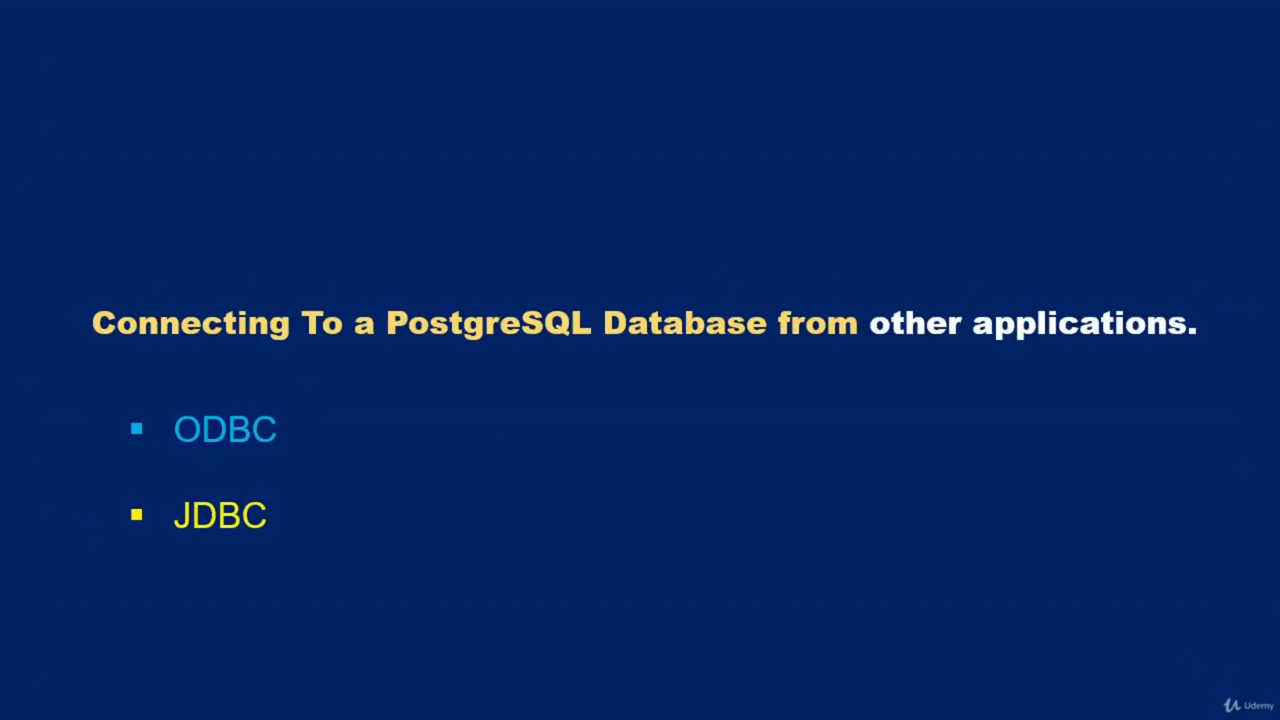 Connecting To a PostgreSQL Database from other applications.
▪ ODBC
▪ JDBC
Udemy